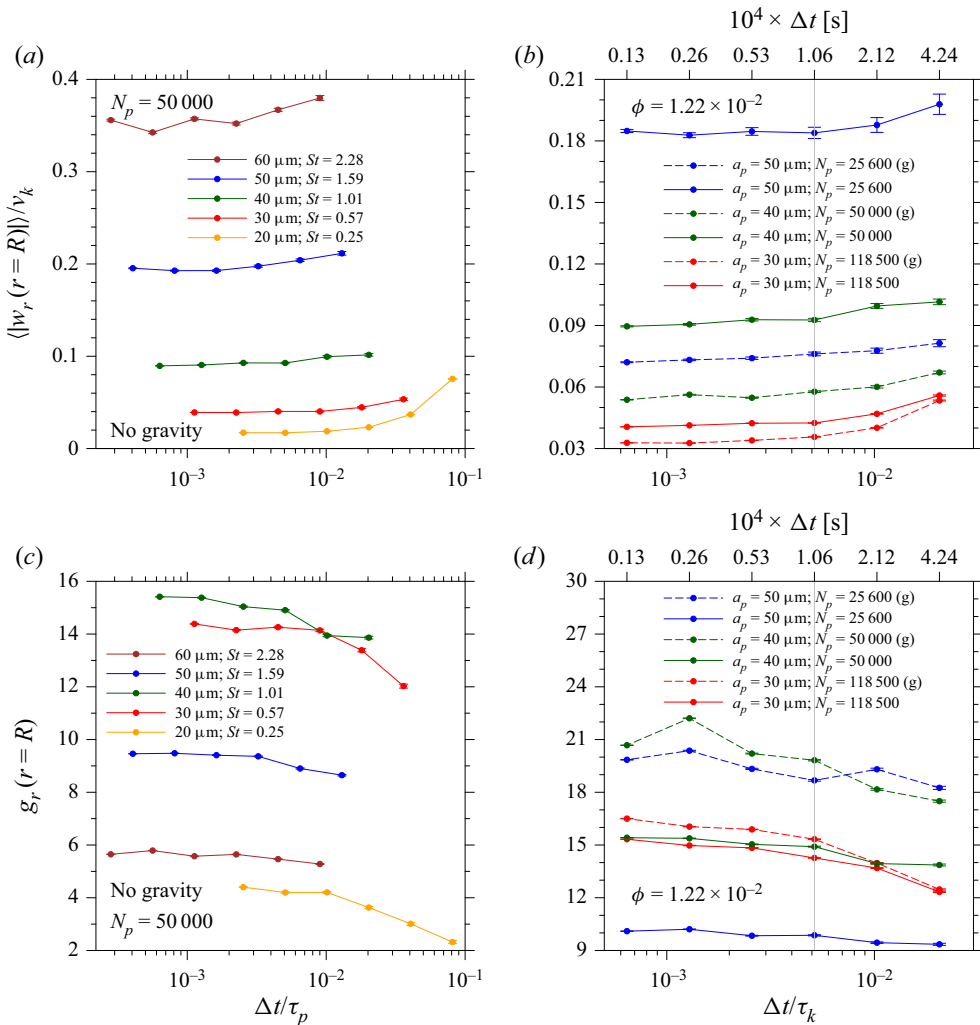 (a)
⟨|w_r (r = R)|⟩/v_k
0.4
0.3
0.2
0.1
0
N_p = 50 000
60 μm; St = 2.28
50 μm; St = 1.59
40 μm; St = 1.01
30 μm; St = 0.57
20 μm; St = 0.25
No gravity
10^−3
10^−2
10^−1
(b)
10^4 × Δt [s]
0.13 0.26 0.53 1.06 2.12 4.24
0.21
0.18
0.15
0.12
0.09
0.06
0.03
ϕ = 1.22 × 10^−2
a_p = 50 μm; N_p = 25 600 (g)
a_p = 50 μm; N_p = 25 600
a_p = 40 μm; N_p = 50 000 (g)
a_p = 40 μm; N_p = 50 000
a_p = 30 μm; N_p = 118 500 (g)
a_p = 30 μm; N_p = 118 500
10^−3
10^−2
(c)
g_r (r = R)
16
14
12
10
8
6
4
2
60 μm; St = 2.28
50 μm; St = 1.59
40 μm; St = 1.01
30 μm; St = 0.57
20 μm; St = 0.25
No gravity
N_p = 50 000
10^−3
10^−2
10^−1
Δt/τ_p
(d)
10^4 × Δt [s]
0.13 0.26 0.53 1.06 2.12 4.24
30
27
24
21
18
15
12
9
a_p = 50 μm; N_p = 25 600 (g)
a_p = 50 μm; N_p = 25 600
a_p = 40 μm; N_p = 50 000 (g)
a_p = 40 μm; N_p = 50 000
a_p = 30 μm; N_p = 118 500 (g)
a_p = 30 μm; N_p = 118 500
ϕ = 1.22 × 10^−2
10^−3
10^−2
Δt/τ_k